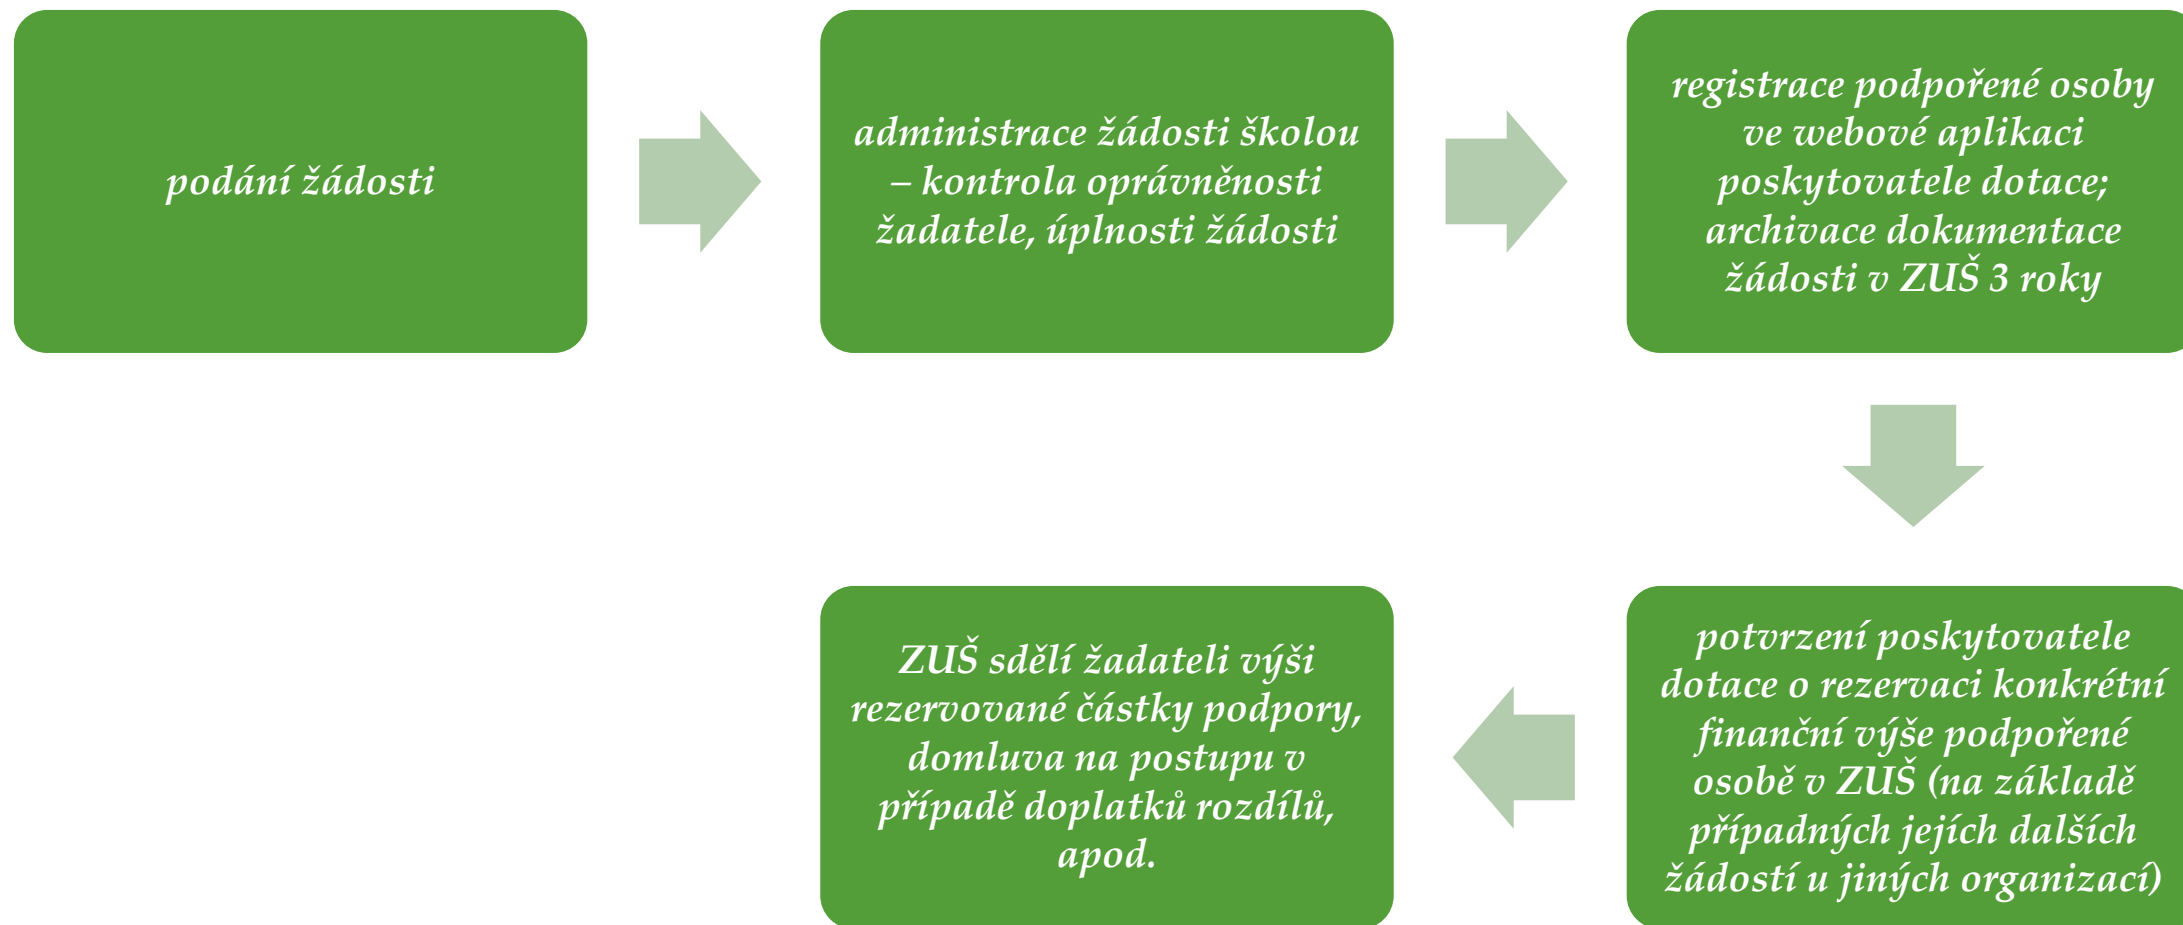 podání žádosti
administrace žádosti školou
– kontrola oprávněnosti
žadatele, úplnosti žádosti
registrace podpořené osoby
ve webové aplikaci
poskytovatele dotace;
archivace dokumentace
žádosti v ZUŠ 3 roky
potvrzení poskytovatele
dotace o rezervaci konkrétní
finanční výše podpořené
osobě v ZUŠ (na základě
případných jejích dalších
žádostí u jiných organizací)
ZUŠ sdělí žadateli výši
rezervované částky podpory,
domluva na postupu v
případě doplatků rozdílů,
apod.